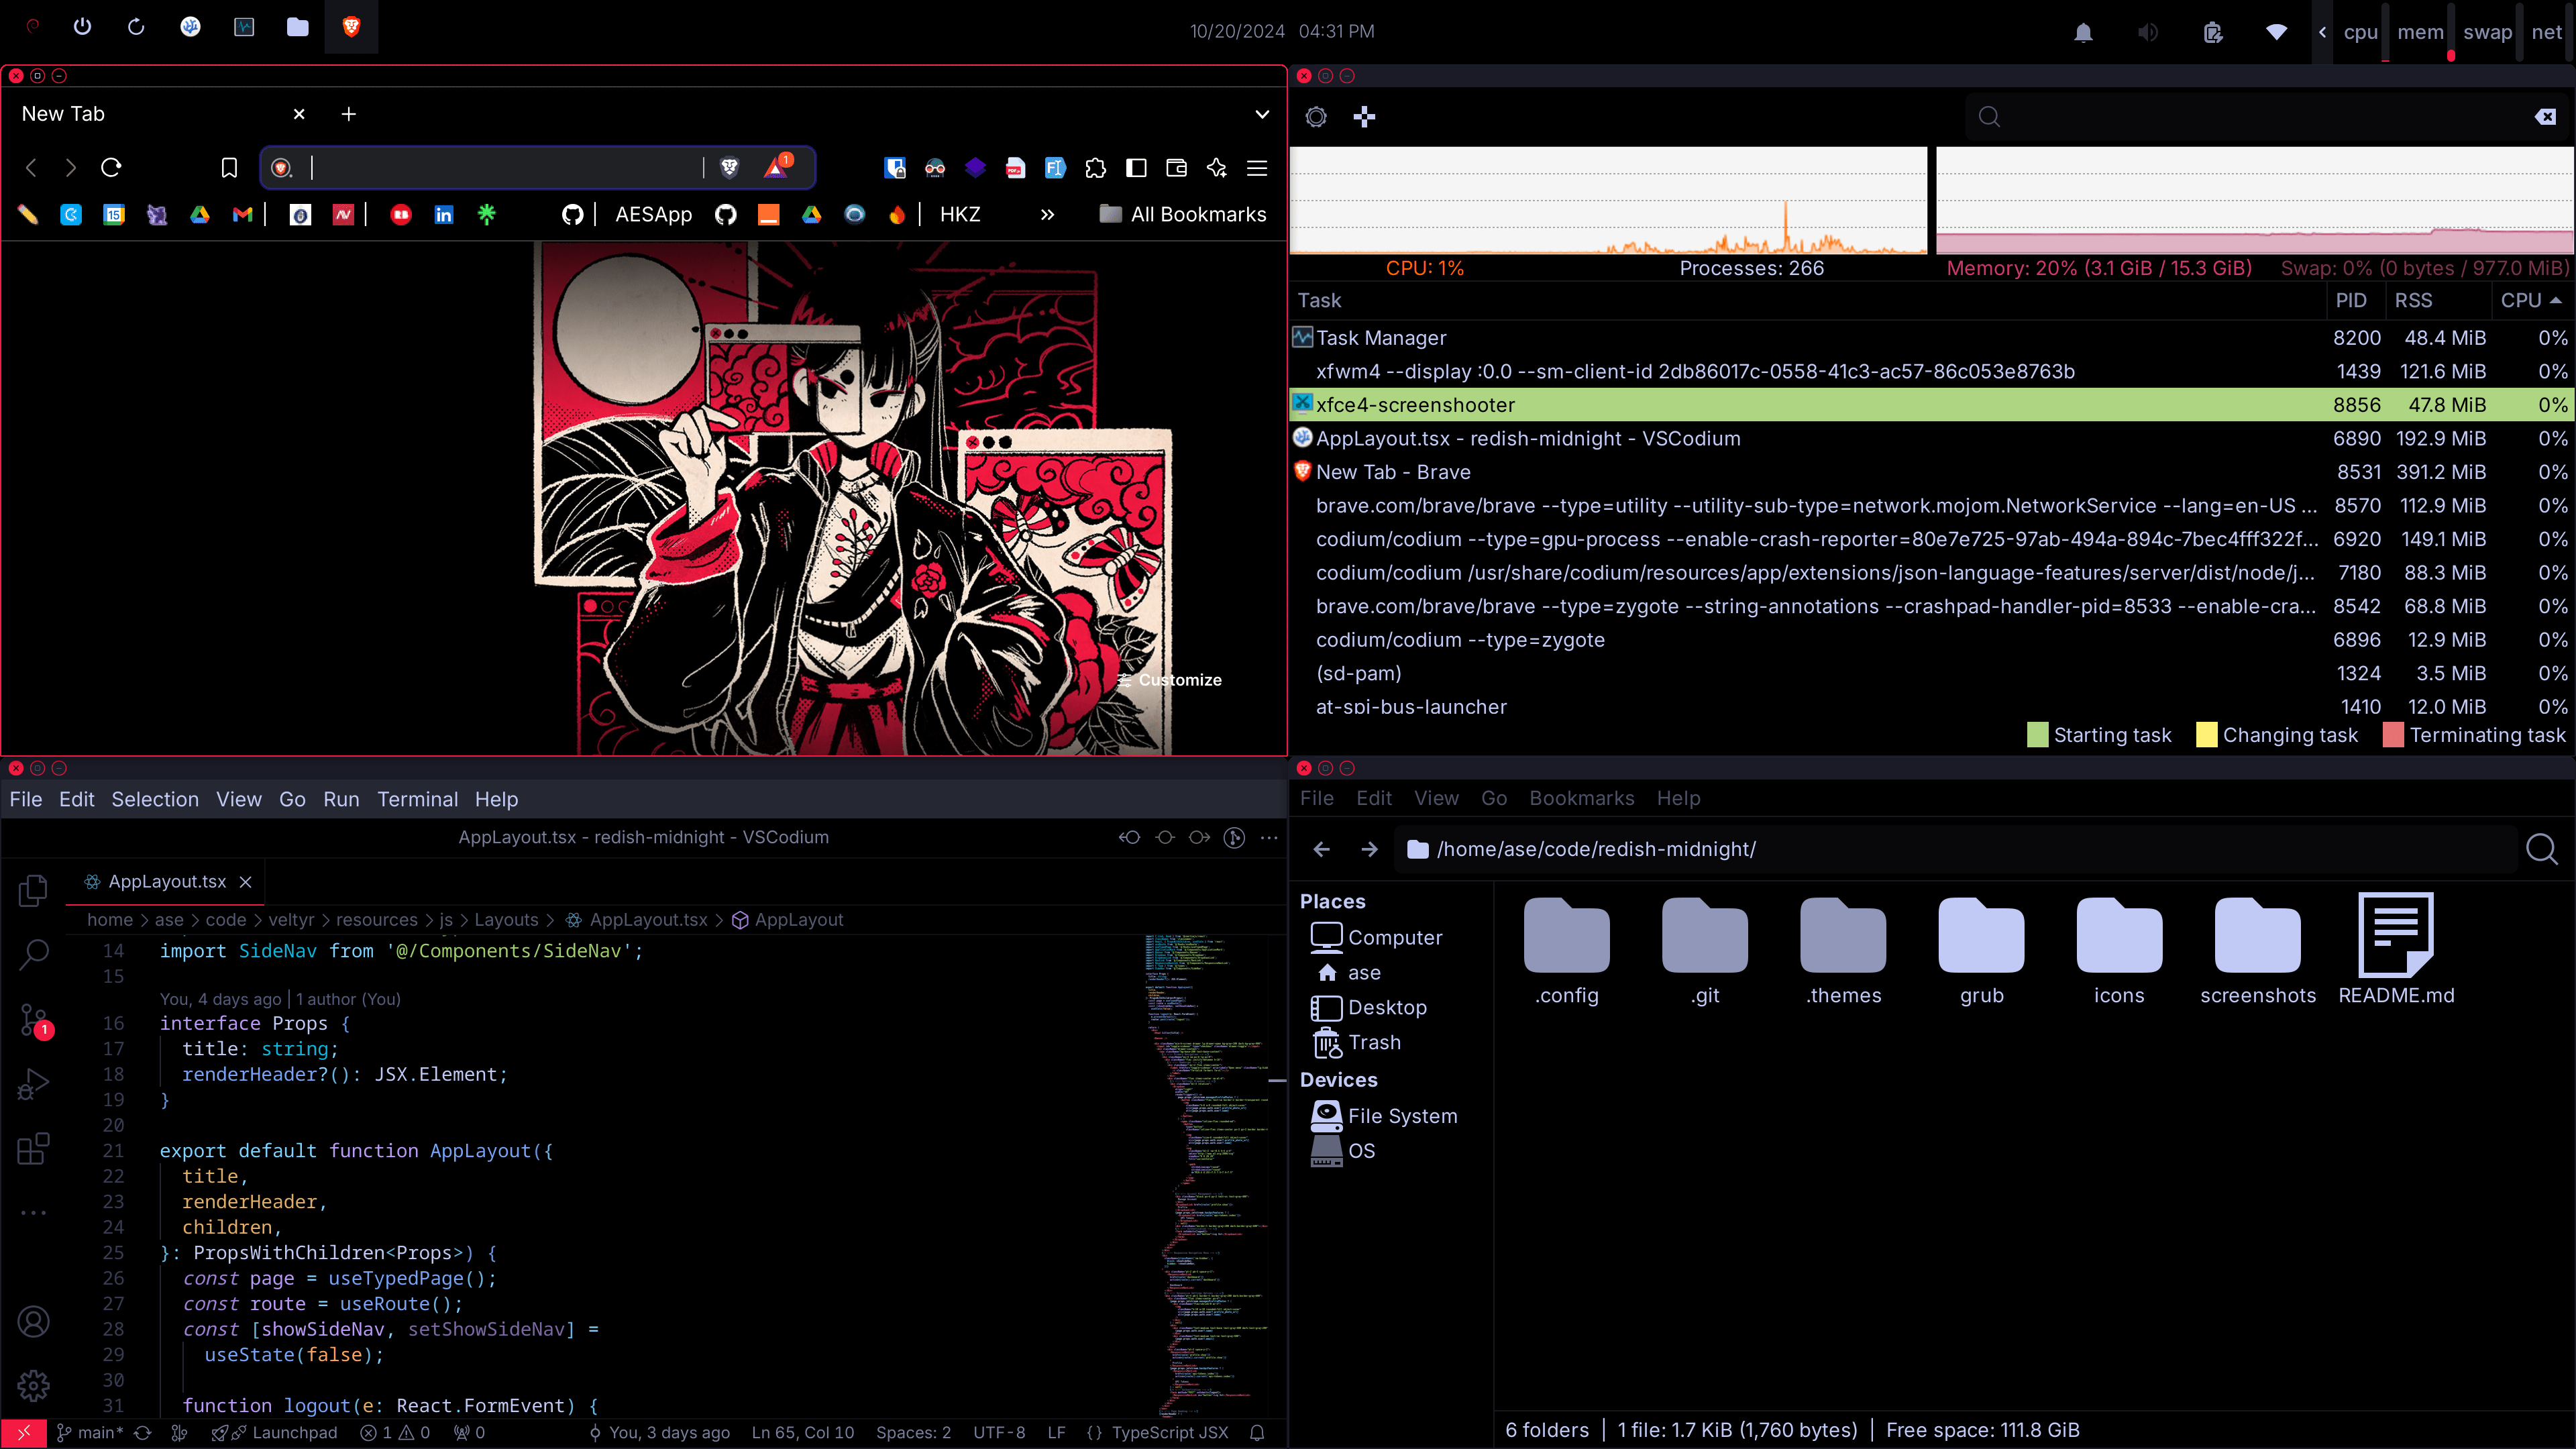 10/20/2024 04:31 PM
cpu mem swap net
New Tab
1
15
AESApp
HKZ
All Bookmarks
Customize
CPU: 1% Processes: 266 Memory: 20% (3.1 GiB / 15.3 GiB) Swap: 0% (0 bytes / 977.0 MiB)
Task PID RSS CPU
Task Manager 8200 48.4 MiB 0%
xfwm4 --display :0.0 --sm-client-id 2db86017c-0558-41c3-ac57-86c053e8763b 1439 121.6 MiB 0%
xfce4-screenshooter 8856 47.8 MiB 0%
AppLayout.tsx - redish-midnight - VSCodium 6890 192.9 MiB 0%
New Tab - Brave 8531 391.2 MiB 0%
brave.com/brave/brave --type=utility --utility-sub-type=network.mojom.NetworkService --lang=en-US ... 8570 112.9 MiB 0%
codium/codium --type=gpu-process --enable-crash-reporter=80e7e725-97ab-494a-894c-7bec4fff322f... 6920 149.1 MiB 0%
codium/codium /usr/share/codium/resources/app/extensions/json-language-features/server/dist/node/j... 7180 88.3 MiB 0%
brave.com/brave/brave --type=zygote --string-annotations --crashpad-handler-pid=8533 --enable-cra... 8542 68.8 MiB 0%
codium/codium --type=zygote 6896 12.9 MiB 0%
(sd-pam) 1324 3.5 MiB 0%
at-spi-bus-launcher 1410 12.0 MiB 0%
Starting task Changing task Terminating task
File Edit Selection View Go Run Terminal Help
AppLayout.tsx - redish-midnight - VSCodium
AppLayout.tsx
home > ase > code > veltyr > resources > js > Layouts > AppLayout.tsx > AppLayout
14 import SideNav from '@/Components/SideNav';
15
You, 4 days ago | 1 author (You)
16 interface Props {
17 title: string;
18 renderHeader?(): JSX.Element;
19 }
20
21 export default function AppLayout({
22 title,
23 renderHeader,
24 children,
25 }: PropsWithChildren<Props>) {
26 const page = useTypedPage();
27 const route = useRoute();
28 const [showSideNav, setShowSideNav] =
29 useState(false);
30
31 function logout(e: React.FormEvent) {
1
main* Launchpad 1 0 0 You, 3 days ago Ln 65, Col 10 Spaces: 2 UTF-8 LF {} TypeScript JSX
File Edit View Go Bookmarks Help
/home/ase/code/redish-midnight/
Places
Computer
ase
Desktop
Trash
Devices
File System
OS
.config .git .themes grub icons screenshots README.md
6 folders | 1 file: 1.7 KiB (1,760 bytes) | Free space: 111.8 GiB